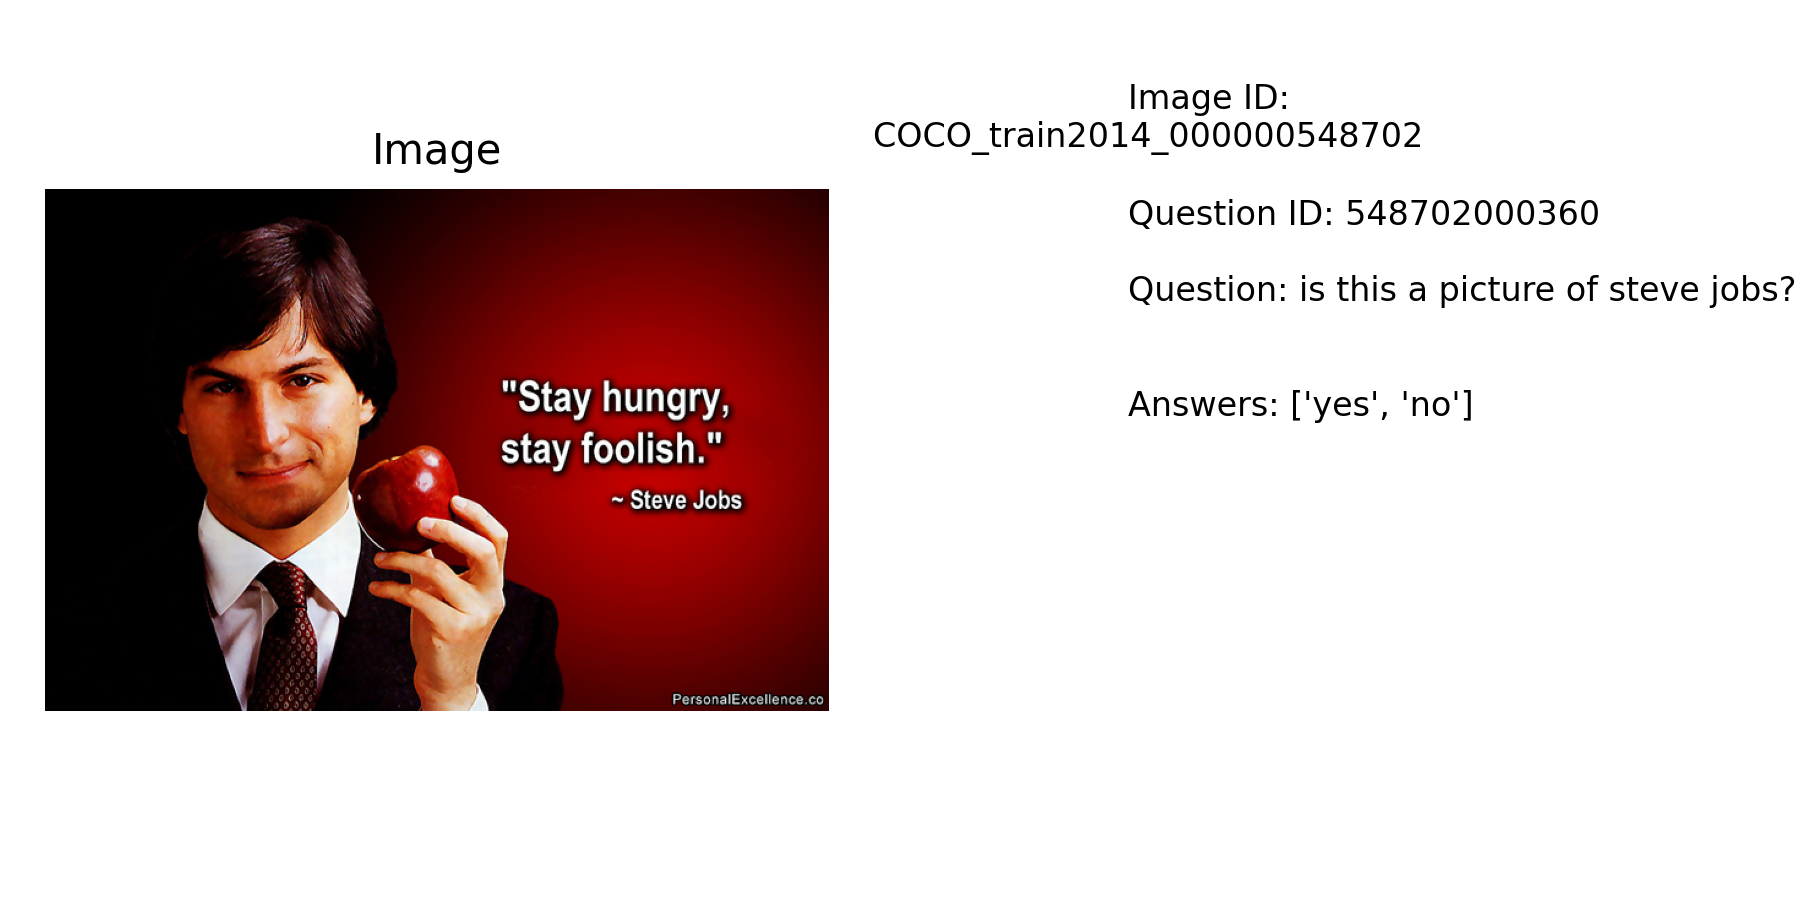 Image
"Stay hungry,
stay foolish."
~ Steve Jobs
PersonalExcellence.co
Image ID:
COCO_train2014_000000548702
Question ID: 548702000360
Question: is this a picture of steve jobs?
Answers: ['yes', 'no']